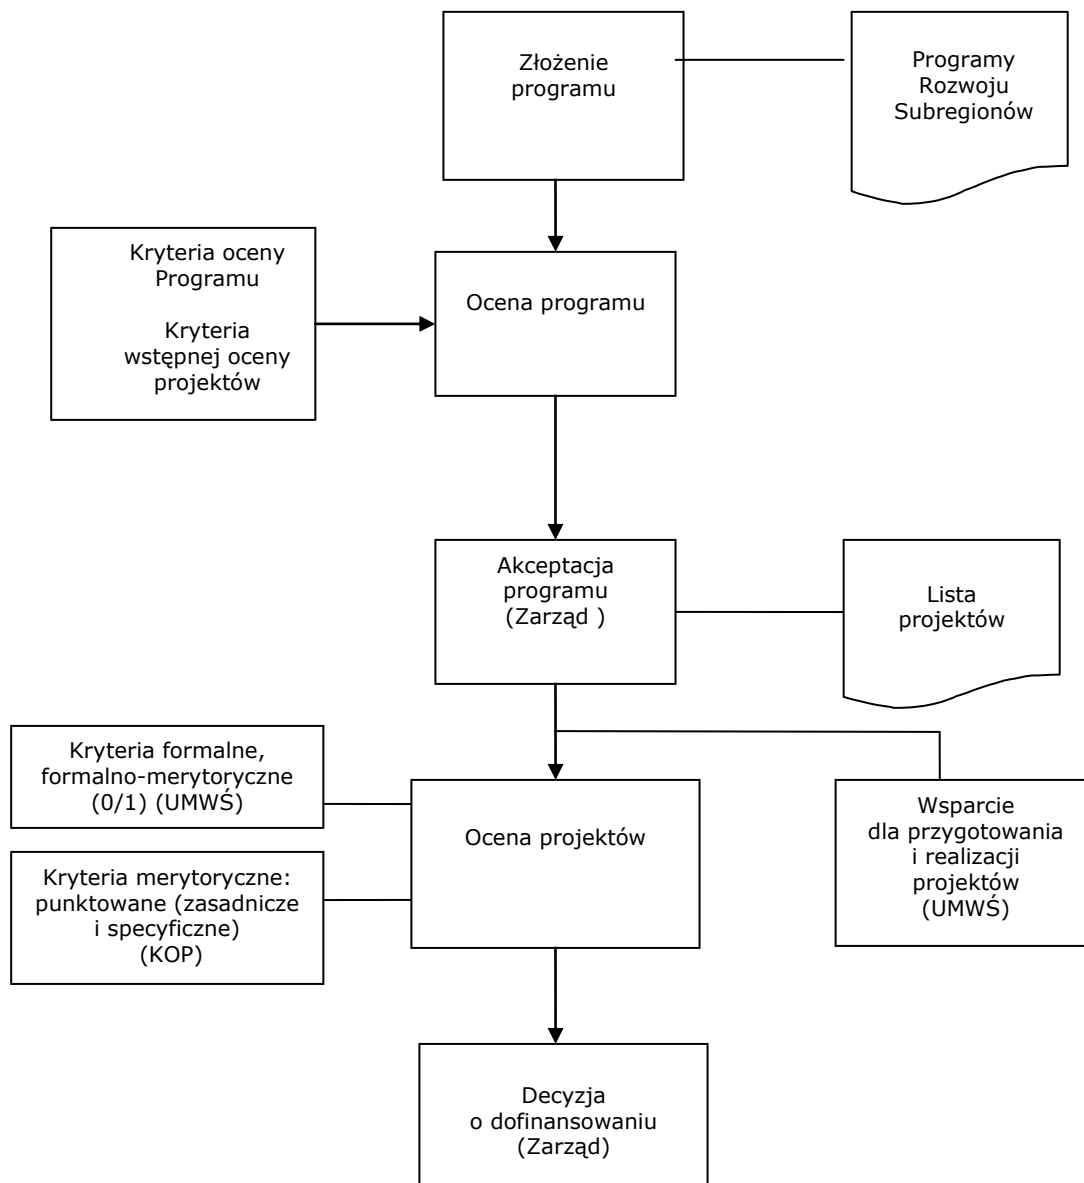 Złożenie
programu
Programy
Rozwoju
Subregionów
Kryteria oceny
Programu
Kryteria
wstępnej oceny
projektów
Ocena programu
Akceptacja
programu
(Zarząd )
Lista
projektów
Kryteria formalne,
formalno-merytoryczne
(0/1) (UMWŚ)
Kryteria merytoryczne:
punktowane (zasadnicze
i specyficzne)
(KOP)
Ocena projektów
Wsparcie
dla przygotowania
i realizacji
projektów
(UMWŚ)
Decyzja
o dofinansowaniu
(Zarząd)